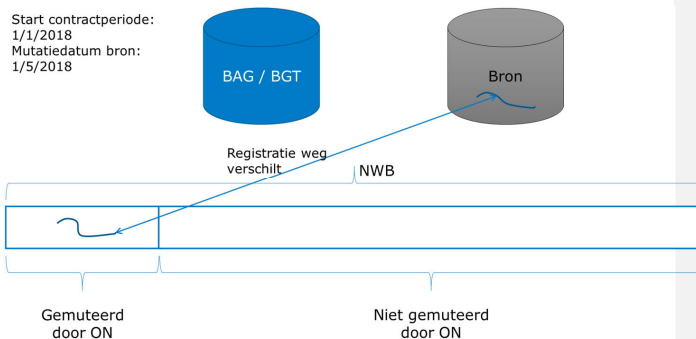 Start contractperiode:
1/1/2018
Mutatiedatum bron:
1/5/2018
BAG / BGT
Bron
Registratie weg
verschilt
NWB
Gemuteerd
door ON
Niet gemuteerd
door ON